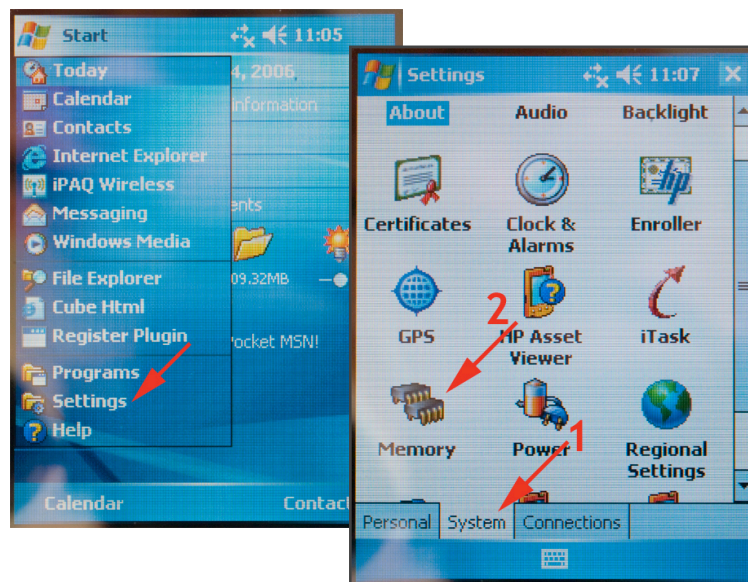 Start 11:05
Today
4, 2006
Calendar
information
Contacts
Internet Explorer
iPAQ Wireless
Messaging
ents
Windows Media
File Explorer
09.32MB
Cube Html
Register Plugin
Pocket MSN!
Programs
Settings
Help
Calendar Contac
Settings 11:07
About Audio Backlight
hp
Certificates Clock & Alarms Enroller
2
GPS HP Asset Viewer iTask
Memory Power Regional Settings
1
Personal System Connections